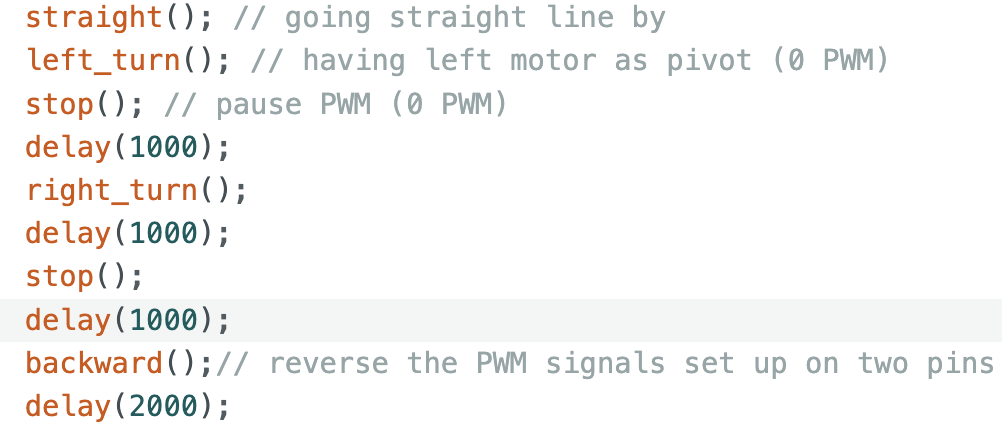 straight(); // going straight line by
left_turn(); // having left motor as pivot (0 PWM)
stop(); // pause PWM (0 PWM)
delay(1000);
right_turn();
delay(1000);
stop();
delay(1000);
backward();// reverse the PWM signals set up on two pins
delay(2000);